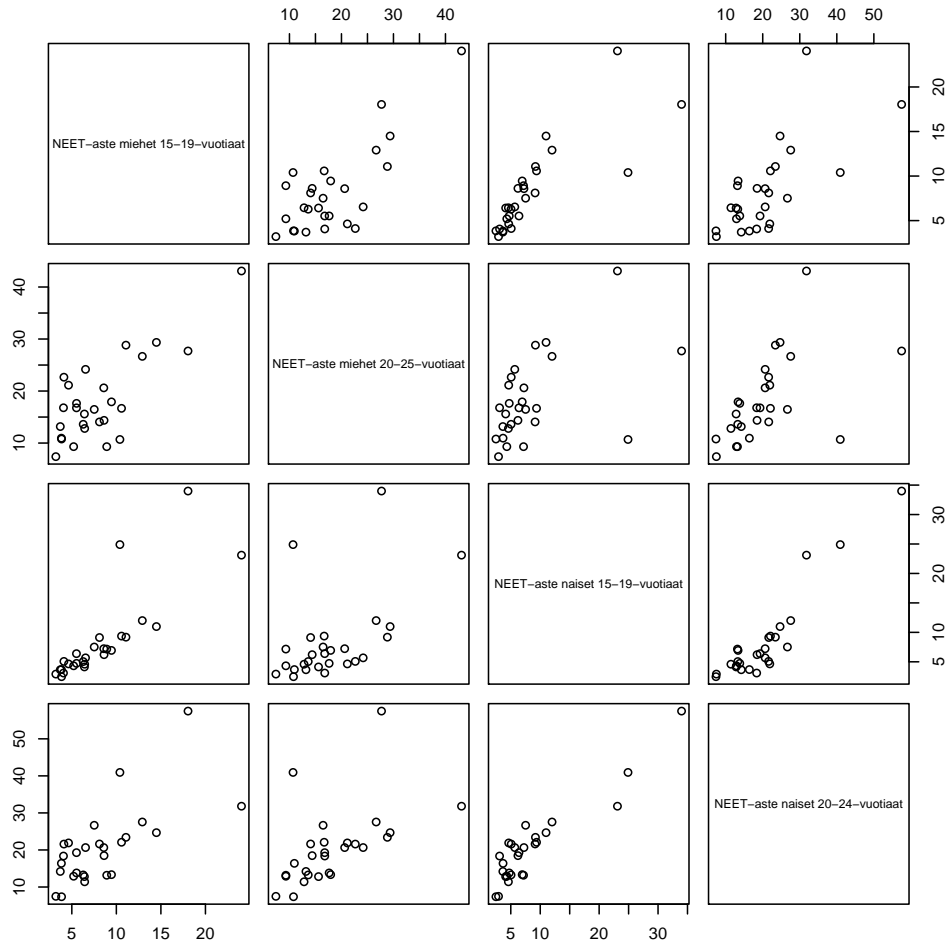 10 20 30 40
10 20 30 40 50
NEET−aste miehet 15−19−vuotiaat
5 10 15 20
10 20 30 40
NEET−aste miehet 20−25−vuotiaat
NEET−aste naiset 15−19−vuotiaat
5 10 20 30
10 20 30 40 50
NEET−aste naiset 20−24−vuotiaat
5 10 15 20
5 10 20 30